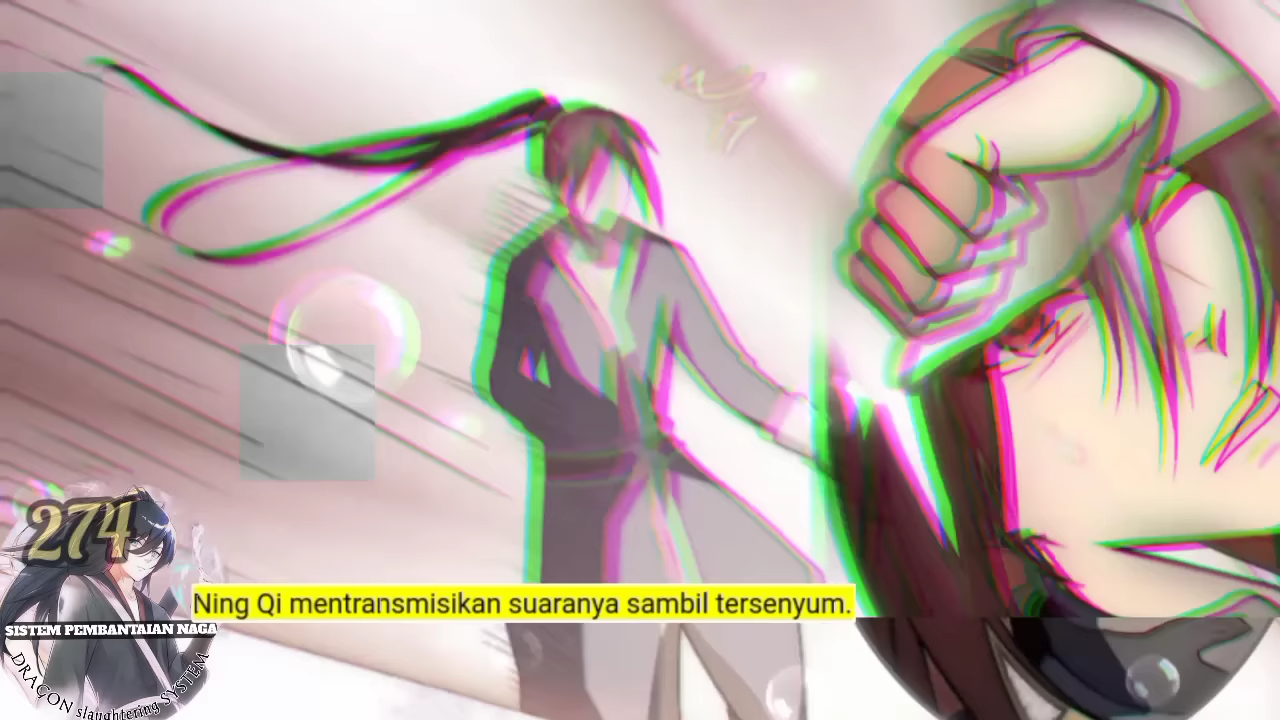 274
Ning Qi mentransmisikan suaranya sambil tersenyum.
SISTEM PEMBANTAIAN NAGA
DRAGON slaughtering SYSTEM